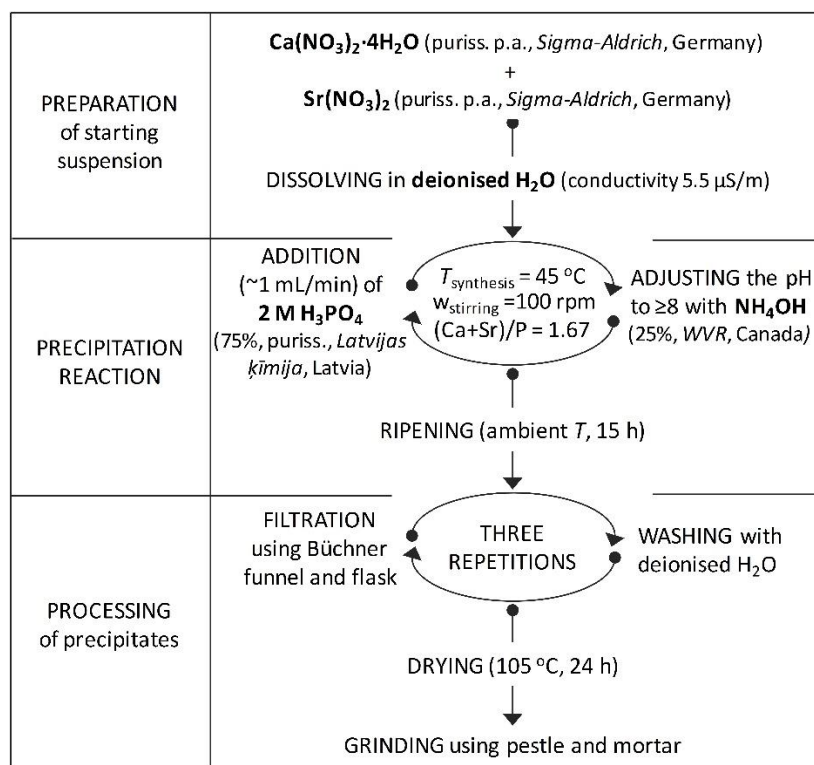 PREPARATION
of starting
suspension
Ca(NO₃)₂·4H₂O (puriss. p.a., Sigma-Aldrich, Germany)
+
Sr(NO₃)₂ (puriss. p.a., Sigma-Aldrich, Germany)
DISSOLVING in deionised H₂O (conductivity 5.5 µS/m)
PRECIPITATION
REACTION
ADDITION
(~1 mL/min) of
2 M H₃PO₄
(75%, puriss., Latvijas
ķīmija, Latvia)
T synthesis = 45 °C
w stirring =100 rpm
(Ca+Sr)/P = 1.67
ADJUSTING the pH
to ≥8 with NH₄OH
(25%, WVR, Canada)
RIPENING (ambient T, 15 h)
PROCESSING
of precipitates
FILTRATION
using Büchner
funnel and flask
THREE
REPETITIONS
WASHING with
deionised H₂O
DRYING (105 °C, 24 h)
GRINDING using pestle and mortar